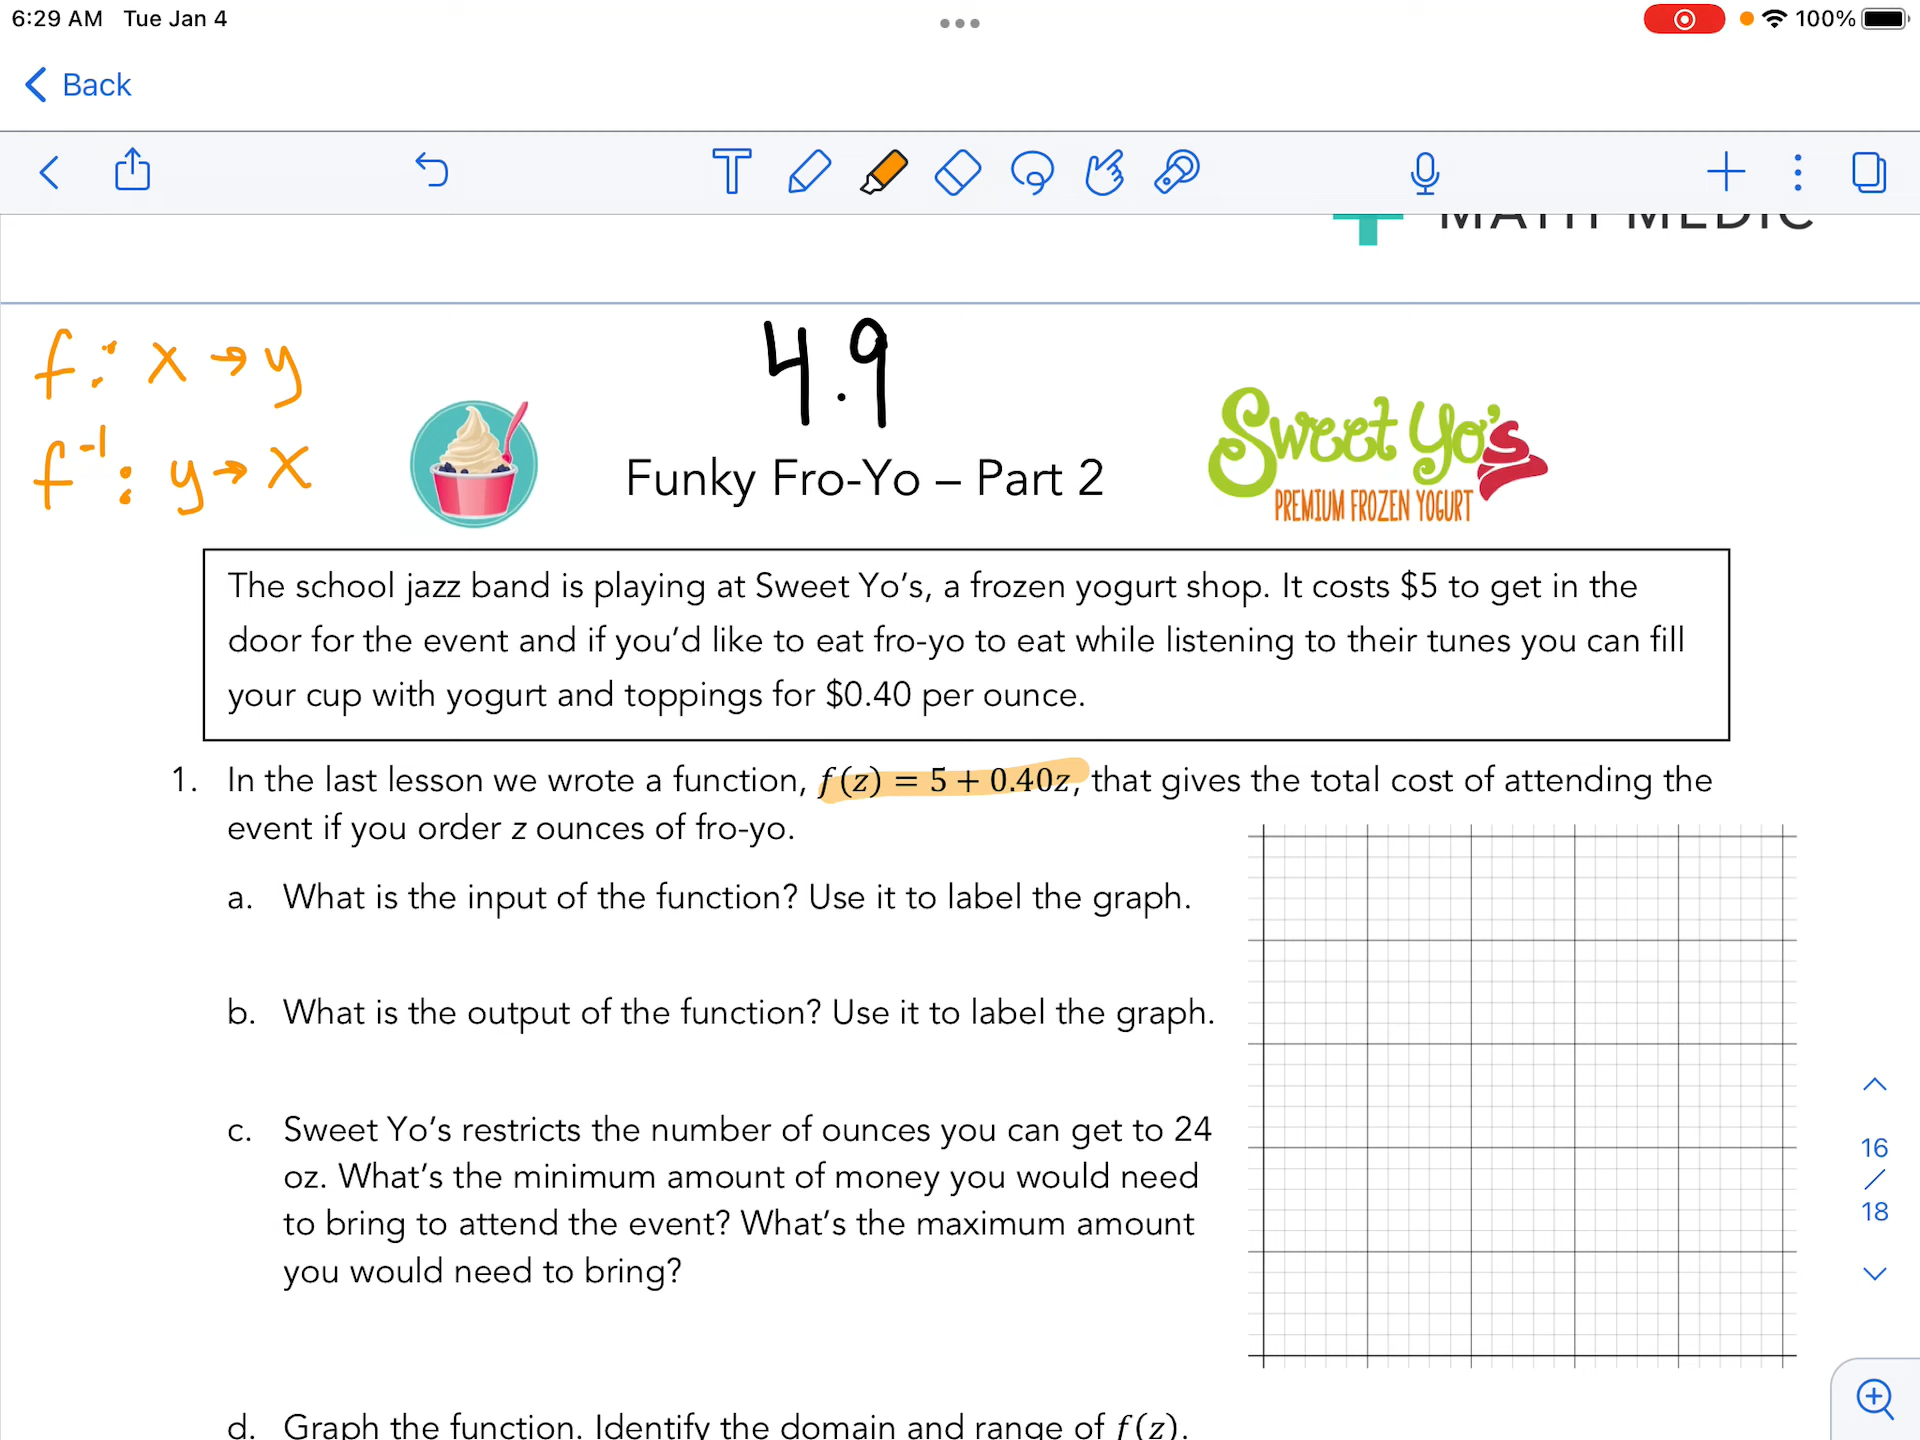 6:29 AM Tue Jan 4
100%
Back
MATH MEDIC
f: x → y
4.9
f⁻¹: y → x
Sweet Yo's
Funky Fro-Yo – Part 2
PREMIUM FROZEN YOGURT
The school jazz band is playing at Sweet Yo's, a frozen yogurt shop. It costs $5 to get in the
door for the event and if you'd like to eat fro-yo to eat while listening to their tunes you can fill
your cup with yogurt and toppings for $0.40 per ounce.
1. In the last lesson we wrote a function, f(z) = 5 + 0.40z, that gives the total cost of attending the
event if you order z ounces of fro-yo.
a. What is the input of the function? Use it to label the graph.
b. What is the output of the function? Use it to label the graph.
c. Sweet Yo's restricts the number of ounces you can get to 24
oz. What's the minimum amount of money you would need
to bring to attend the event? What's the maximum amount
you would need to bring?
16
/
18
d. Graph the function. Identify the domain and range of f(z).